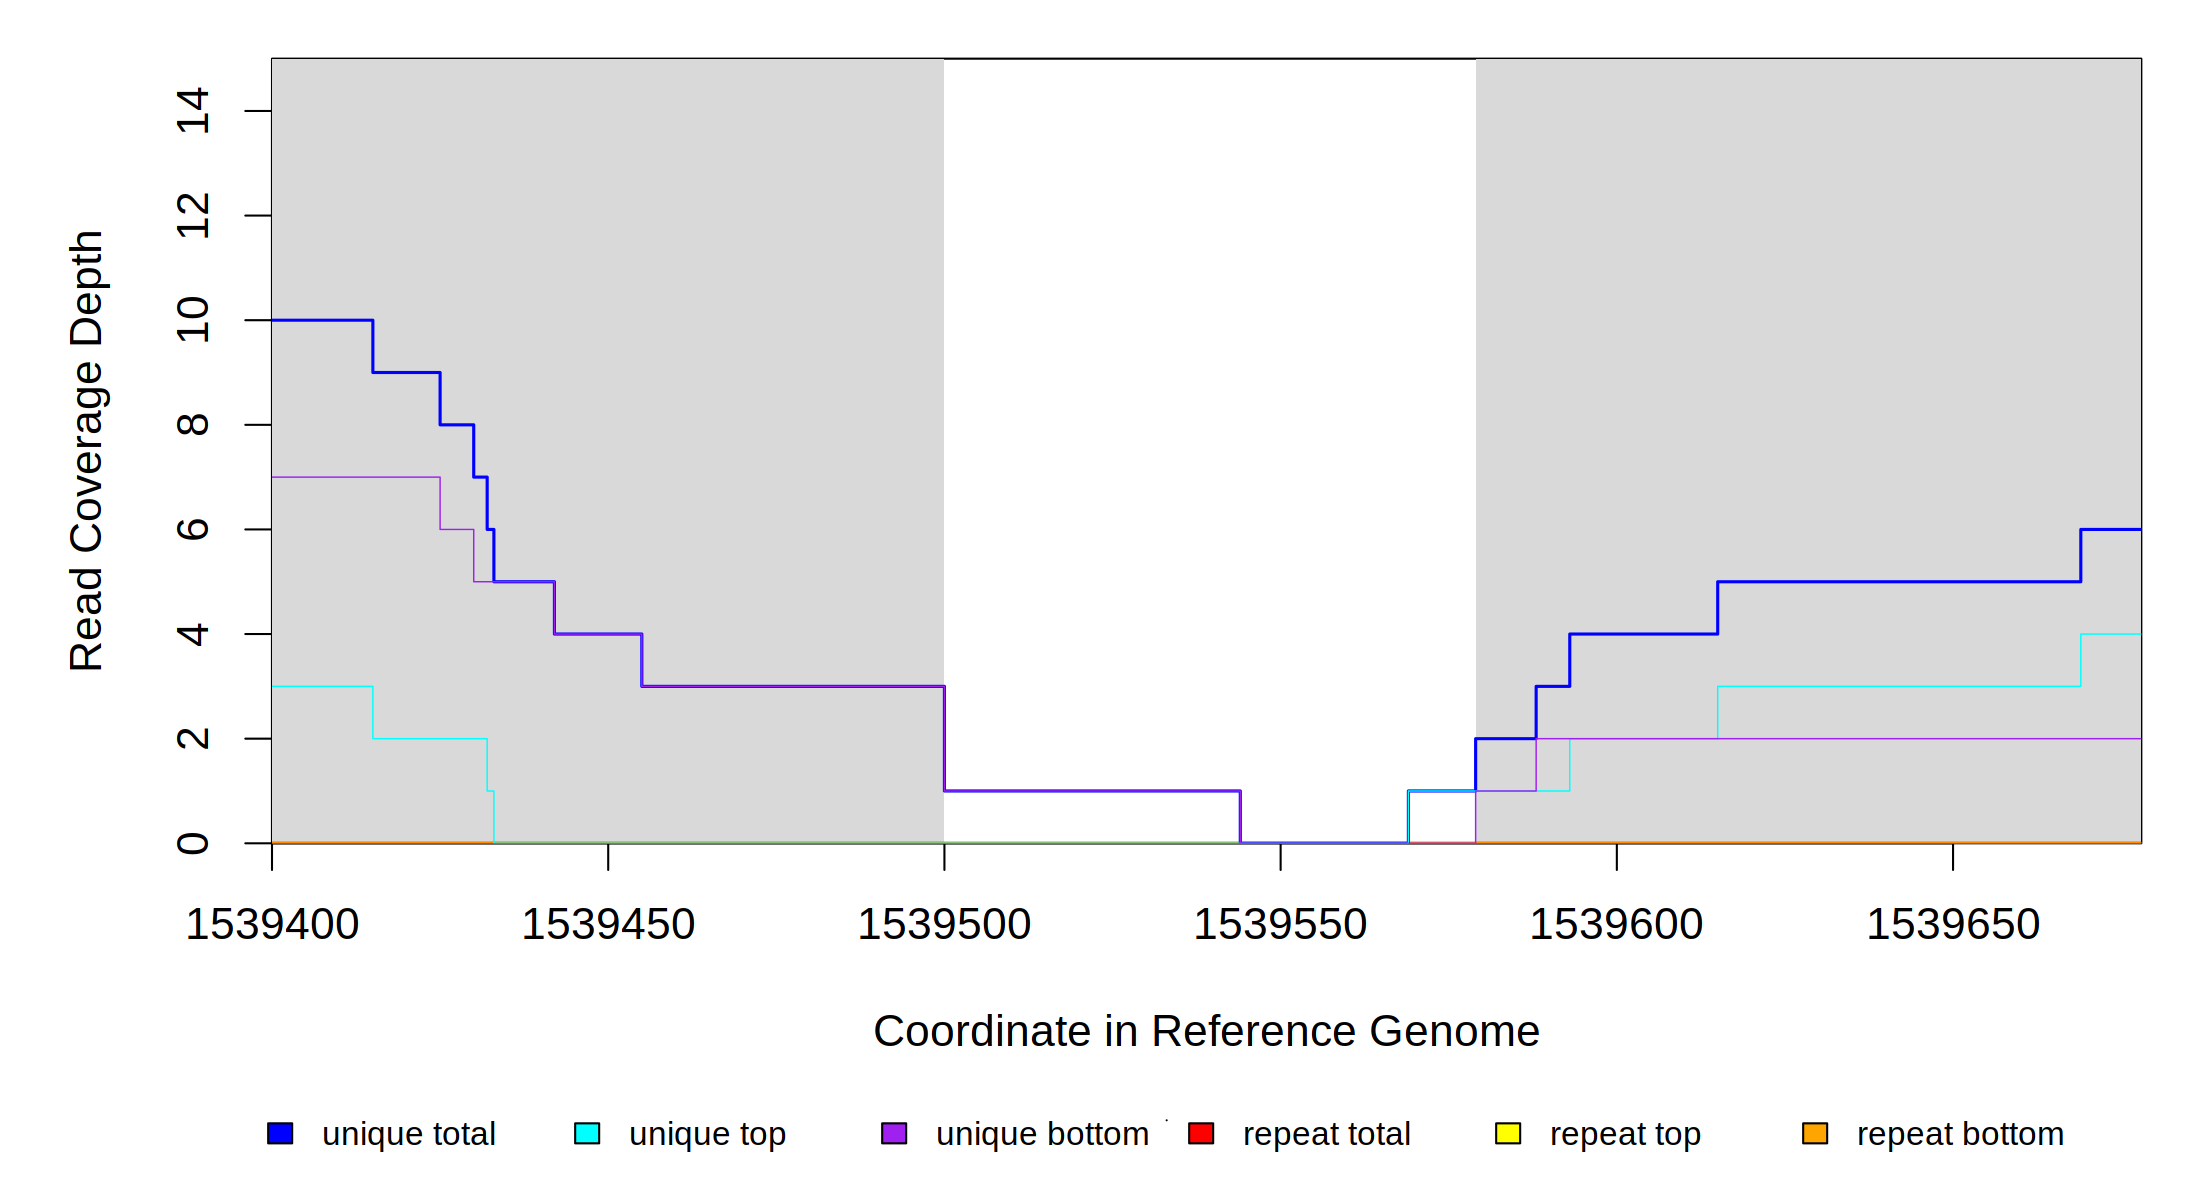 Read Coverage Depth
14
12
10
8
6
4
2
0
1539400 1539450 1539500 1539550 1539600 1539650
Coordinate in Reference Genome
unique total unique top unique bottom repeat total repeat top repeat bottom